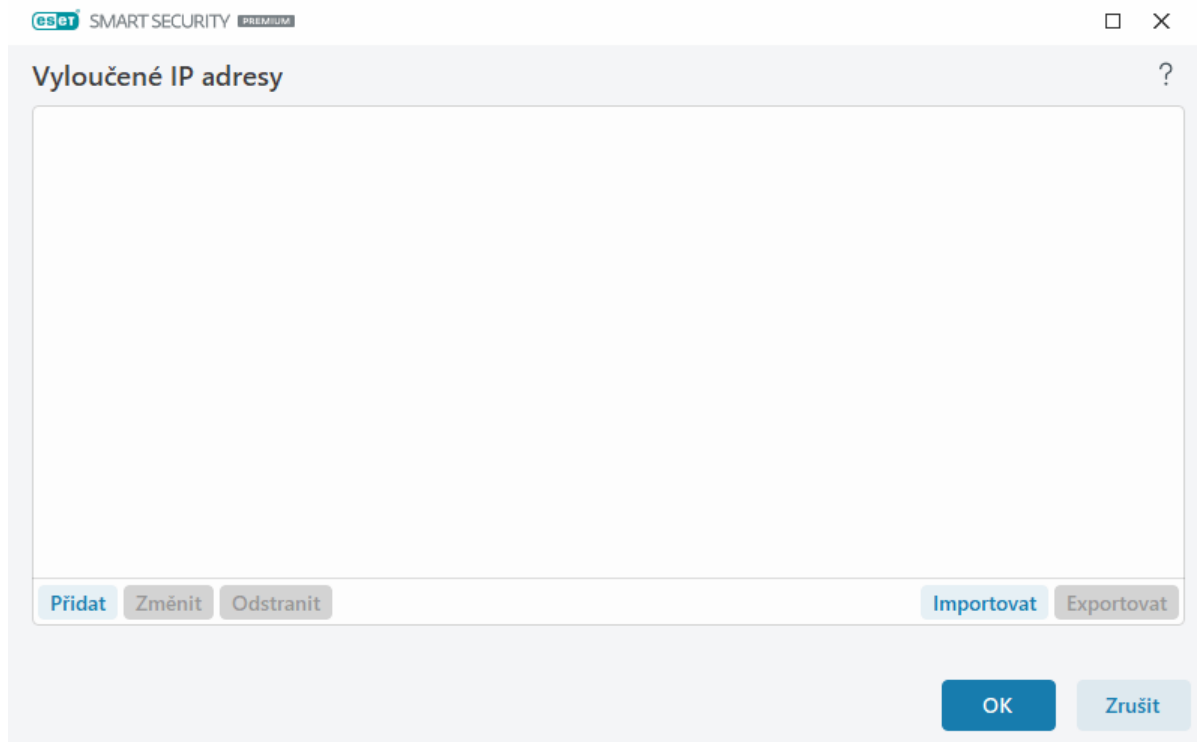 eset SMART SECURITY PREMIUM
Vyloučené IP adresy ?
Přidat Změnit Odstranit Importovat Exportovat
OK Zrušit